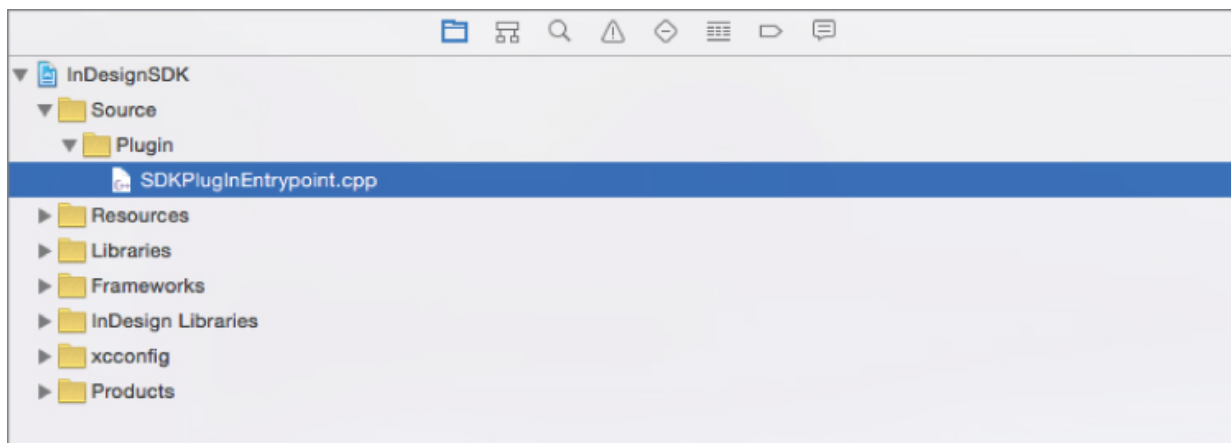 InDesignSDK
Source
Plugin
SDKPlugInEntrypoint.cpp
Resources
Libraries
Frameworks
InDesign Libraries
xcconfig
Products